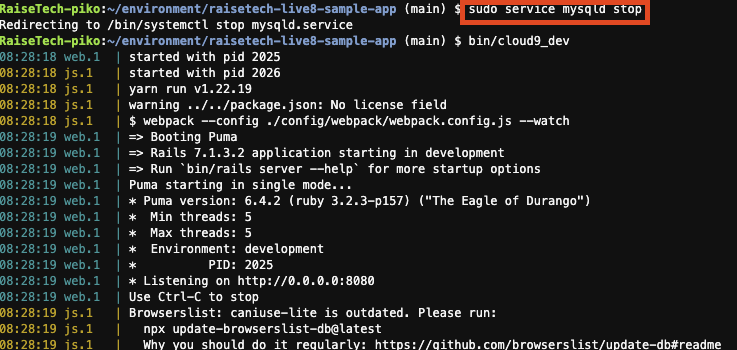 RaiseTech-piko:~/environment/raisetech-live8-sample-app (main) $ sudo service mysqld stop
Redirecting to /bin/systemctl stop mysqld.service
RaiseTech-piko:~/environment/raisetech-live8-sample-app (main) $ bin/cloud9_dev
08:28:18 web.1  | started with pid 2025
08:28:18 js.1   | started with pid 2026
08:28:18 js.1   | yarn run v1.22.19
08:28:18 js.1   | warning ../../package.json: No license field
08:28:18 js.1   | $ webpack --config ./config/webpack/webpack.config.js --watch
08:28:19 web.1  | => Booting Puma
08:28:19 web.1  | => Rails 7.1.3.2 application starting in development
08:28:19 web.1  | => Run `bin/rails server --help` for more startup options
08:28:19 web.1  | Puma starting in single mode...
08:28:19 web.1  | * Puma version: 6.4.2 (ruby 3.2.3-p157) ("The Eagle of Durango")
08:28:19 web.1  | *  Min threads: 5
08:28:19 web.1  | *  Max threads: 5
08:28:19 web.1  | *  Environment: development
08:28:19 web.1  | *          PID: 2025
08:28:19 web.1  | * Listening on http://0.0.0.0:8080
08:28:19 web.1  | Use Ctrl-C to stop
08:28:19 js.1   | Browserslist: caniuse-lite is outdated. Please run:
08:28:19 js.1   |   npx update-browserslist-db@latest
08:28:19 js.1   |   Why you should do it regularly: https://github.com/browserslist/update-db#readme